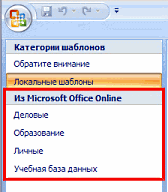 Категории шаблонов
Обратите внимание
Локальные шаблоны
Из Microsoft Office Online
Деловые
Образование
Личные
Учебная база данных